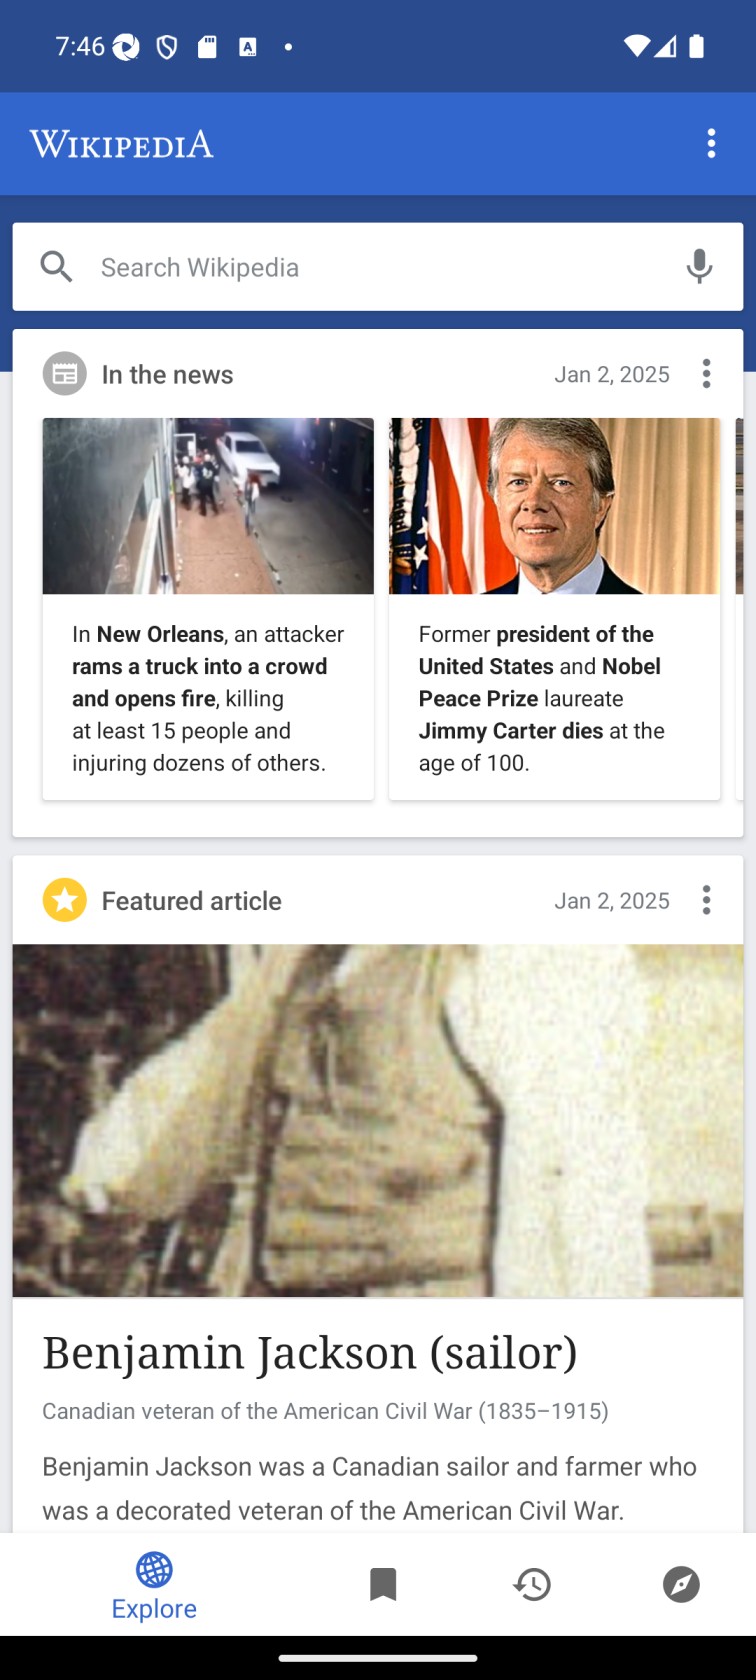 7:46
WIKIPEDIA
Search Wikipedia
In the news
Jan 2, 2025
In New Orleans, an attacker
rams a truck into a crowd
and opens fire, killing
at least 15 people and
injuring dozens of others.
Former president of the
United States and Nobel
Peace Prize laureate
Jimmy Carter dies at the
age of 100.
Featured article
Jan 2, 2025
Benjamin Jackson (sailor)
Canadian veteran of the American Civil War (1835–1915)
Benjamin Jackson was a Canadian sailor and farmer who
was a decorated veteran of the American Civil War.
Explore